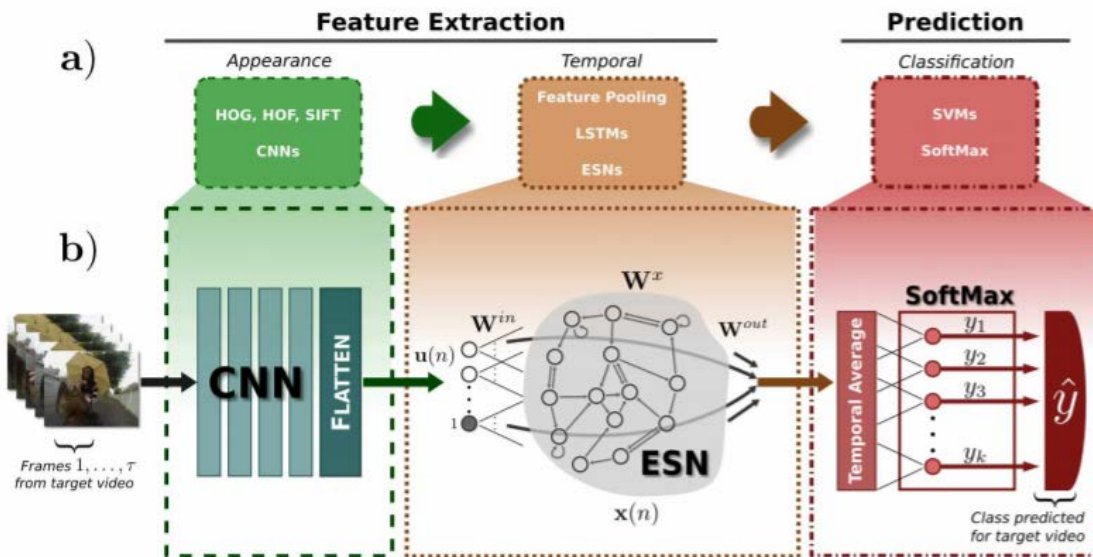 Feature Extraction
Prediction
a)
Appearance
Temporal
Classification
HOG, HOF, SIFT
CNNs
Feature Pooling
LSTMs
ESNs
SVMs
SoftMax
b)
Frames 1, . . . , τ
from target video
CNN
FLATTEN
u(n)
1
W^{in}
W^x
W^{out}
ESN
x(n)
Temporal Average
SoftMax
y_1
y_2
y_3
y_k
ŷ
Class predicted
for target video